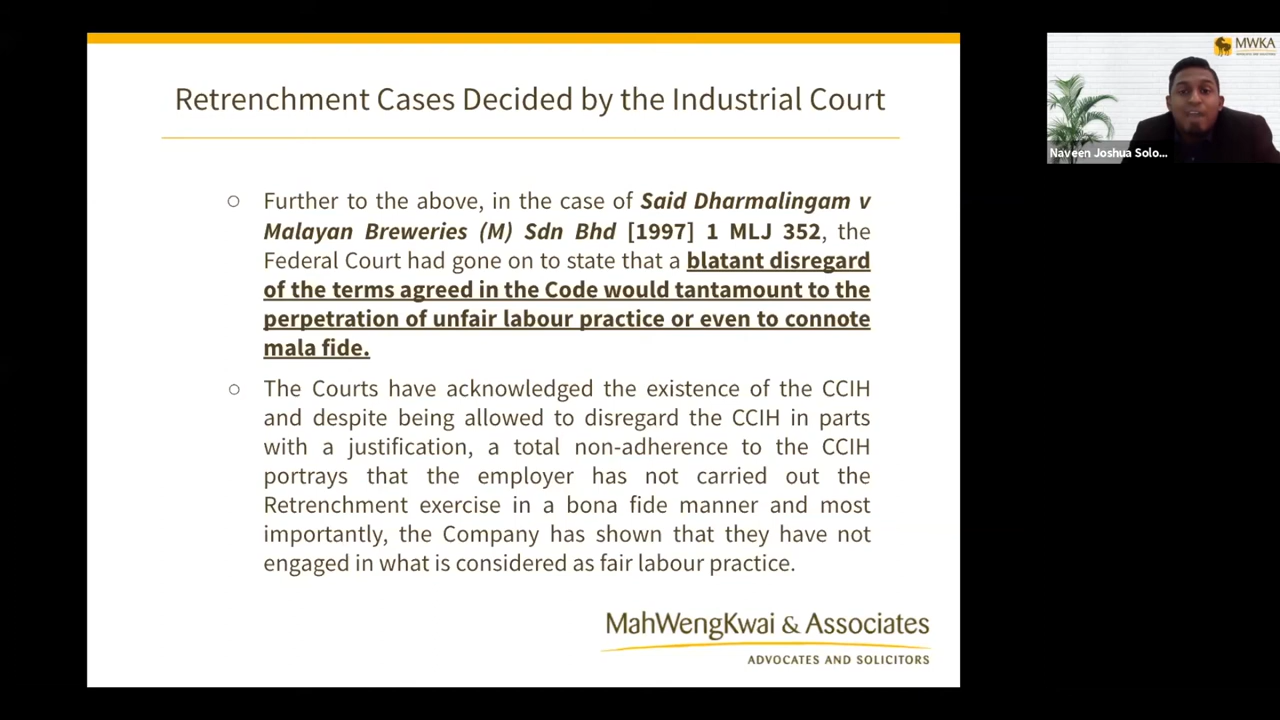 Retrenchment Cases Decided by the Industrial Court
○ Further to the above, in the case of Said Dharmalingam v
Malayan Breweries (M) Sdn Bhd [1997] 1 MLJ 352, the
Federal Court had gone on to state that a blatant disregard
of the terms agreed in the Code would tantamount to the
perpetration of unfair labour practice or even to connote
mala fide.
○ The Courts have acknowledged the existence of the CCIH
and despite being allowed to disregard the CCIH in parts
with a justification, a total non-adherence to the CCIH
portrays that the employer has not carried out the
Retrenchment exercise in a bona fide manner and most
importantly, the Company has shown that they have not
engaged in what is considered as fair labour practice.
MahWengKwai & Associates
ADVOCATES AND SOLICITORS
MWKA
Naveen Joshua Solo...